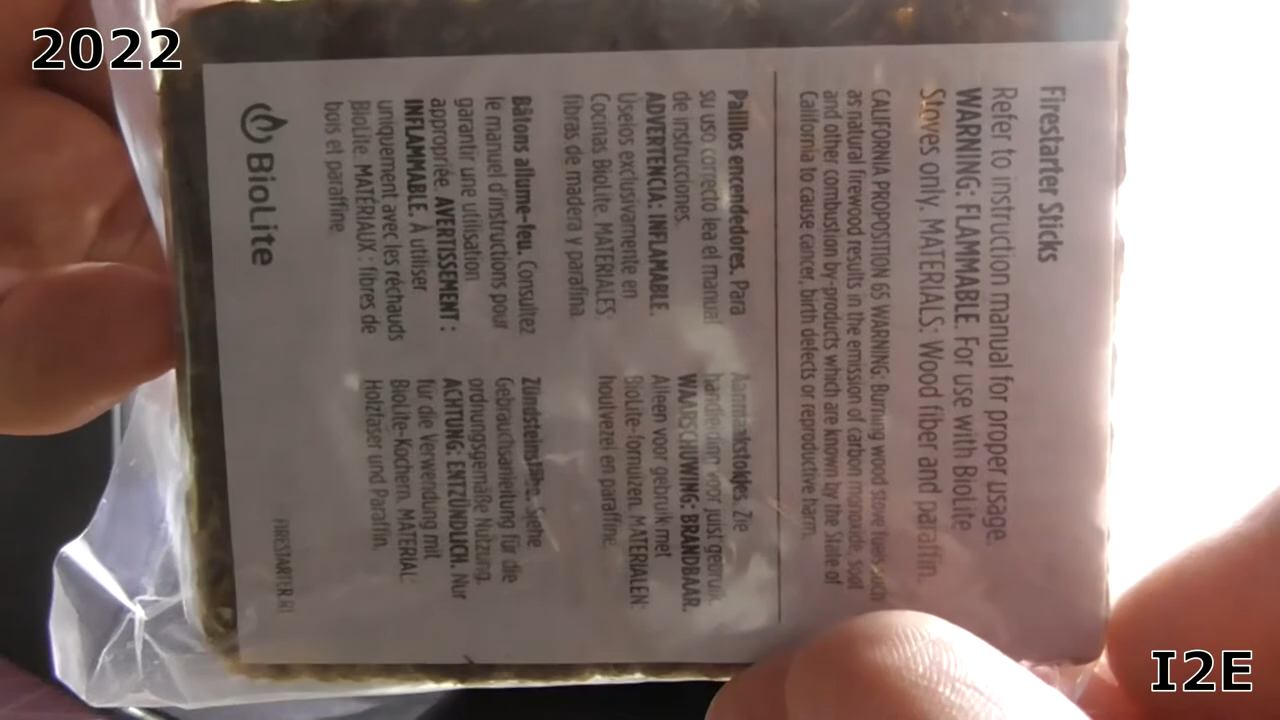 2022
Firestarter Sticks
Refer to instruction manual for proper usage.
WARNING: FLAMMABLE. For use with BioLite
Stoves only. MATERIALS: Wood fiber and paraffin.
CALIFORNIA PROPOSITION 65 WARNING: Burning wood stove fuels such
as natural firewood results in the emission of carbon monoxide, soot
and other combustion by-products which are known by the State of
California to cause cancer, birth defects or reproductive harm.
Palillos encendedores. Para
su uso correcto lea el manual
de instrucciones.
ADVERTENCIA: INFLAMABLE.
Úselos exclusivamente en
Cocinas BioLite. MATERIALES:
fibras de madera y parafina.
Aanmaakstokjes. Zie
handleiding voor juist gebruik.
WAARSCHUWING: BRANDBAAR.
Alleen voor gebruik met
BioLite-fornuizen. MATERIALEN:
houtvezel en paraffine.
Bâtons allume-feu. Consultez
le manuel d'instructions pour
garantir une utilisation
appropriée. AVERTISSEMENT :
INFLAMMABLE. À utiliser
uniquement avec les réchauds
BioLite. MATÉRIAUX : fibres de
bois et paraffine.
Siehe
Gebrauchsanleitung für die
ordnungsgemäße Nutzung.
ACHTUNG: ENTZÜNDLICH. Nur
für die Verwendung mit
BioLite-Kochern. MATERIAL:
Holzfaser und Paraffin.
BioLite
I2E